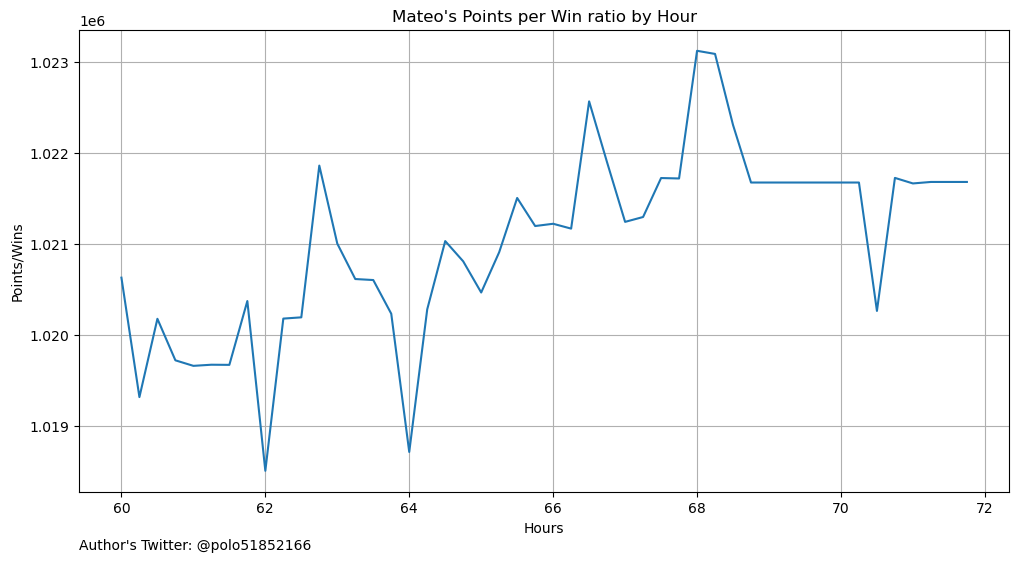 Mateo's Points per Win ratio by Hour
1e6
1.023
1.022
1.021
1.020
1.019
Points/Wins
60 62 64 66 68 70 72
Hours
Author's Twitter: @polo51852166